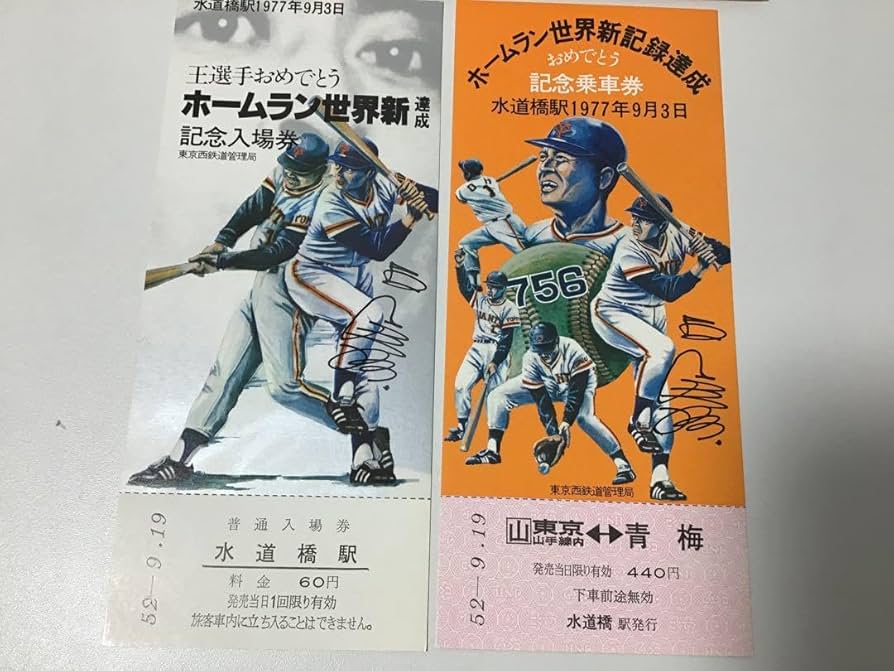 水道橋駅1977年9月3日
王選手おめでとう
ホームラン世界新達成
記念入場券
東京西鉄道管理局
52-9.19
普通入場券
水道橋駅
料金 60円
発売当日1回限り有効
旅客車内に立ち入ることはできません。
ホームラン世界新記録達成
おめでとう
記念乗車券
水道橋駅1977年9月3日
756
東京西鉄道管理局
52-9.19
山 東京山手線内 ↔ 青梅
発売当日限り有効 440円
下車前途無効
水道橋 駅発行